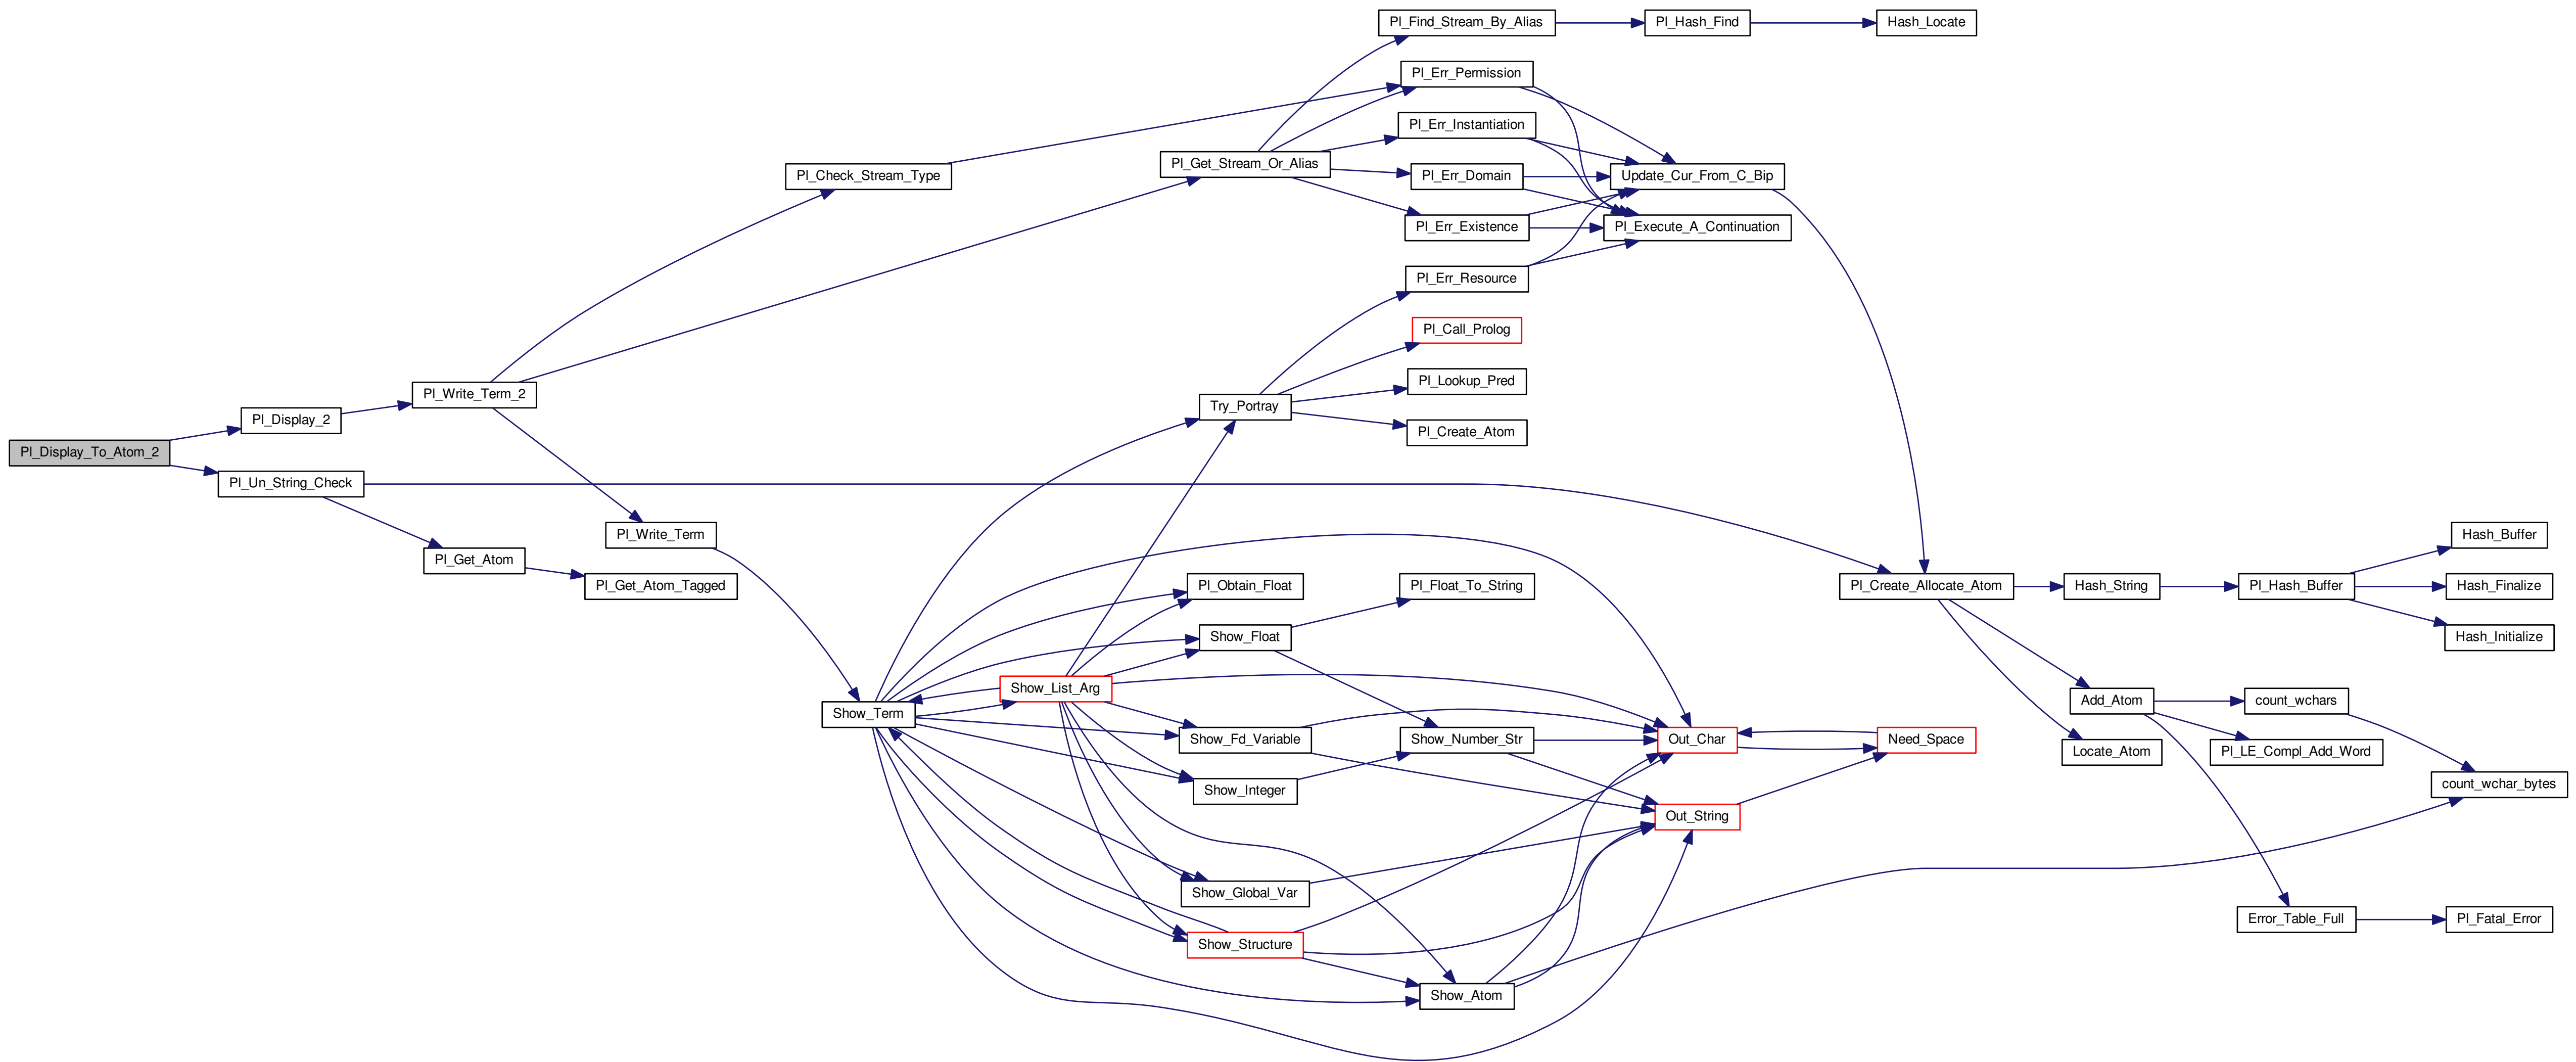 Pl_Find_Stream_By_Alias
Pl_Hash_Find
Hash_Locate
Pl_Err_Permission
Pl_Err_Instantiation
Pl_Get_Stream_Or_Alias
Pl_Check_Stream_Type
Pl_Err_Domain
Update_Cur_From_C_Bip
Pl_Err_Existence
Pl_Execute_A_Continuation
Pl_Err_Resource
Pl_Call_Prolog
Pl_Lookup_Pred
Pl_Write_Term_2
Try_Portray
Pl_Display_2
Pl_Create_Atom
Pl_Display_To_Atom_2
Pl_Un_String_Check
Pl_Write_Term
Hash_Buffer
Pl_Get_Atom
Pl_Get_Atom_Tagged
Pl_Obtain_Float
Pl_Float_To_String
Pl_Create_Allocate_Atom
Hash_String
Pl_Hash_Buffer
Hash_Finalize
Show_Float
Hash_Initialize
Show_List_Arg
Add_Atom
count_wchars
Show_Term
Show_Fd_Variable
Show_Number_Str
Out_Char
Need_Space
Locate_Atom
Pl_LE_Compl_Add_Word
Show_Integer
count_wchar_bytes
Out_String
Show_Global_Var
Error_Table_Full
Pl_Fatal_Error
Show_Structure
Show_Atom